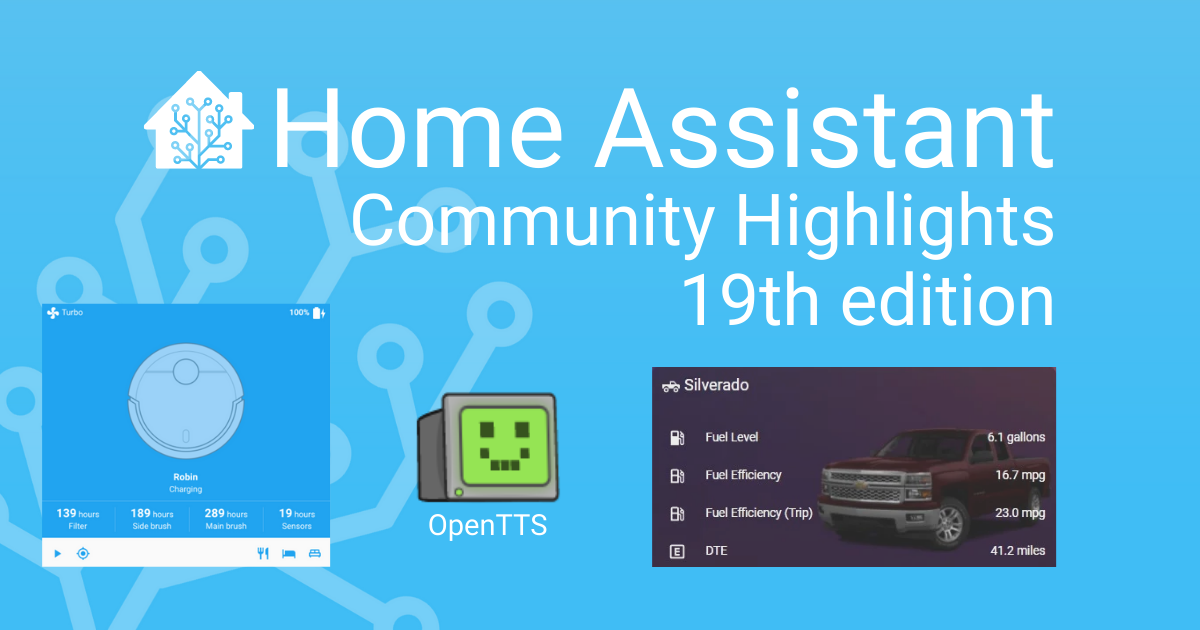 Home Assistant
Community Highlights
19th edition
Turbo
100%
Robin
Charging
139 hours
Filter
189 hours
Side brush
289 hours
Main brush
19 hours
Sensors
OpenTTS
Silverado
Fuel Level 6.1 gallons
Fuel Efficiency 16.7 mpg
Fuel Efficiency (Trip) 23.0 mpg
E DTE 41.2 miles